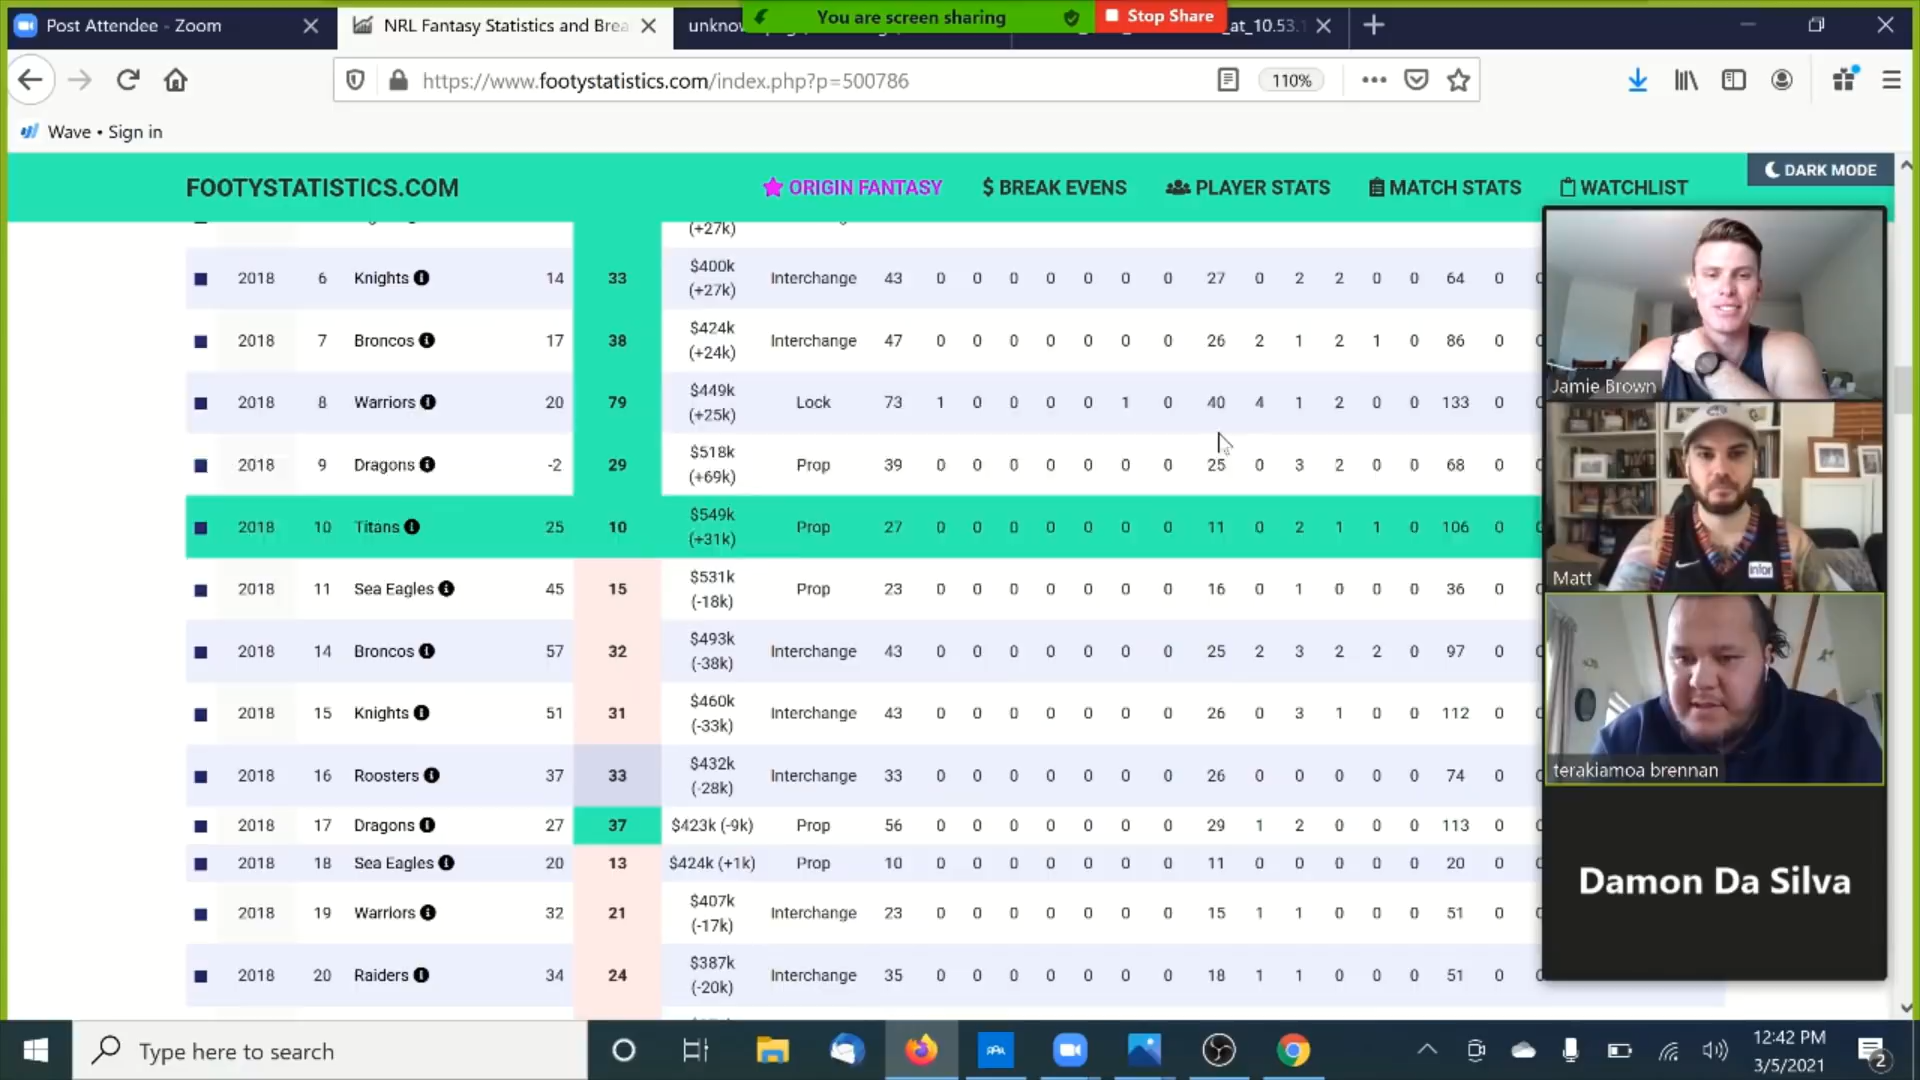 Post Attendee - Zoom
NRL Fantasy Statistics and Brea
unknow
You are screen sharing
Stop Share
_at_10.53.1
https://www.footystatistics.com/index.php?p=500786
110%
Wave • Sign in
FOOTYSTATISTICS.COM
ORIGIN FANTASY
$ BREAK EVENS
PLAYER STATS
MATCH STATS
WATCHLIST
DARK MODE
(+27k)
2018 6 Knights 14 33 $400k (+27k) Interchange 43 0 0 0 0 0 0 0 27 0 2 2 0 0 64 0
2018 7 Broncos 17 38 $424k (+24k) Interchange 47 0 0 0 0 0 0 0 26 2 1 2 1 0 86 0
2018 8 Warriors 20 79 $449k (+25k) Lock 73 1 0 0 0 0 1 0 40 4 1 2 0 0 133 0
2018 9 Dragons -2 29 $518k (+69k) Prop 39 0 0 0 0 0 0 0 25 0 3 2 0 0 68 0
2018 10 Titans 25 10 $549k (+31k) Prop 27 0 0 0 0 0 0 0 11 0 2 1 1 0 106 0
2018 11 Sea Eagles 45 15 $531k (-18k) Prop 23 0 0 0 0 0 0 0 16 0 1 0 0 0 36 0
2018 14 Broncos 57 32 $493k (-38k) Interchange 43 0 0 0 0 0 0 0 25 2 3 2 2 0 97 0
2018 15 Knights 51 31 $460k (-33k) Interchange 43 0 0 0 0 0 0 0 26 0 3 1 0 0 112 0
2018 16 Roosters 37 33 $432k (-28k) Interchange 33 0 0 0 0 0 0 0 26 0 0 0 0 0 74 0
2018 17 Dragons 27 37 $423k (-9k) Prop 56 0 0 0 0 0 0 0 29 1 2 0 0 0 113 0
2018 18 Sea Eagles 20 13 $424k (+1k) Prop 10 0 0 0 0 0 0 0 11 0 0 0 0 0 20 0
2018 19 Warriors 32 21 $407k (-17k) Interchange 23 0 0 0 0 0 0 0 15 1 1 0 0 0 51 0
2018 20 Raiders 34 24 $387k (-20k) Interchange 35 0 0 0 0 0 0 0 18 1 1 0 0 0 51 0
Jamie Brown
Matt
infor
terakiamoa brennan
Damon Da Silva
Type here to search
12:42 PM
3/5/2021
2